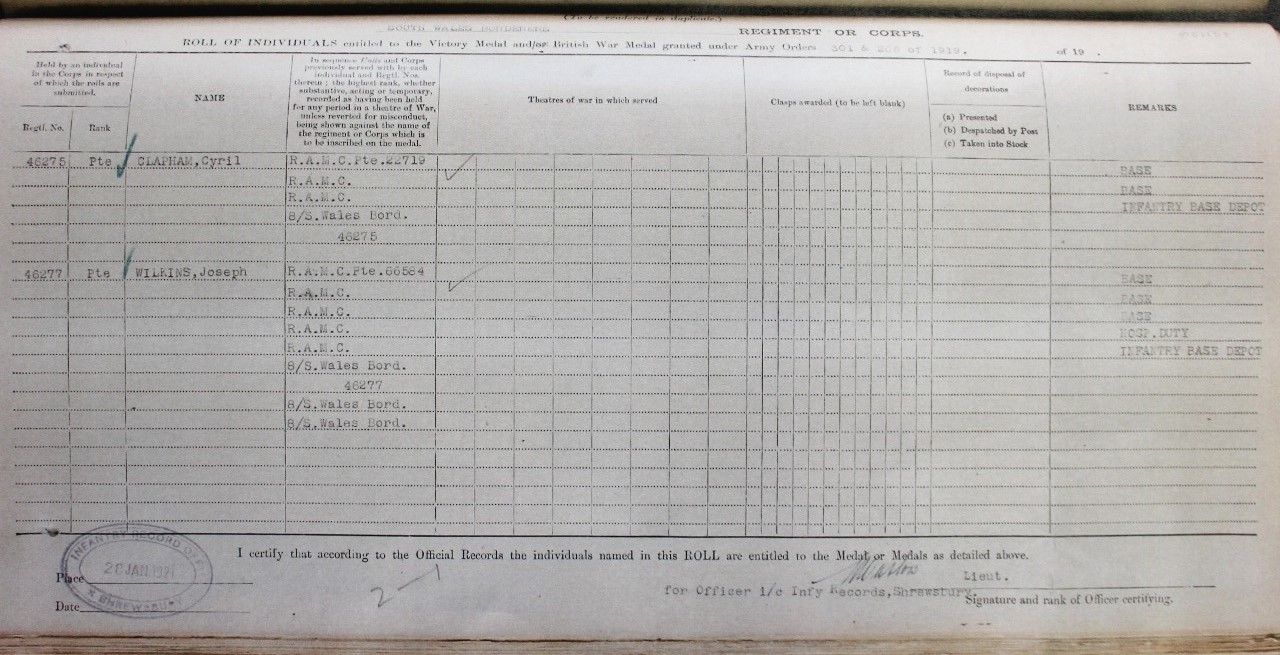 (To be rendered in duplicate.)
SOUTH WALES BORDERERS REGIMENT OR CORPS.
ROLL OF INDIVIDUALS entitled to the Victory Medal and/or British War Medal granted under Army Orders 301 & 266 of 1919. of 19 .
Held by an individual
in the Corps in respect
of which the rolls are
submitted.
Regtl. No.
Rank
NAME
In sequence Units and Corps
previously served with by each
individual and Regtl. Nos.
therein; the highest rank, whether
substantive, acting or temporary,
recorded as having been held
for any period in a theatre of War,
unless reverted for misconduct,
being shown against the name of
the regiment or Corps which is
to be inscribed on the medal.
Theatres of war in which served
Clasps awarded (to be left blank)
Record of disposal of
decorations
(a) Presented
(b) Despatched by Post
(c) Taken into Stock
REMARKS
46275 Pte CLAPHAM,Cyril R.A.M.C.Pte.22719
BASE
R.A.M.C.
BASE
R.A.M.C.
INFANTRY BASE DEPOT
8/S.Wales Bord.
46275
46277 Pte WILKINS,Joseph R.A.M.C.Pte.66564
BASE
R.A.M.C.
BASE
R.A.M.C.
BASE
R.A.M.C.
HOSP.DUTY
R.A.M.C.
INFANTRY BASE DEPOT
8/S.Wales Bord.
46277
8/S.Wales Bord.
8/S.Wales Bord.
I certify that according to the Official Records the individuals named in this ROLL are entitled to the Medal or Medals as detailed above.
INFANTRY RECORD OFFICE
JAN.1921
SHREWSBURY
Place
Date
2
Lieut.
for Officer i/c Infy Records,Shrewsbury.
Signature and rank of Officer certifying.